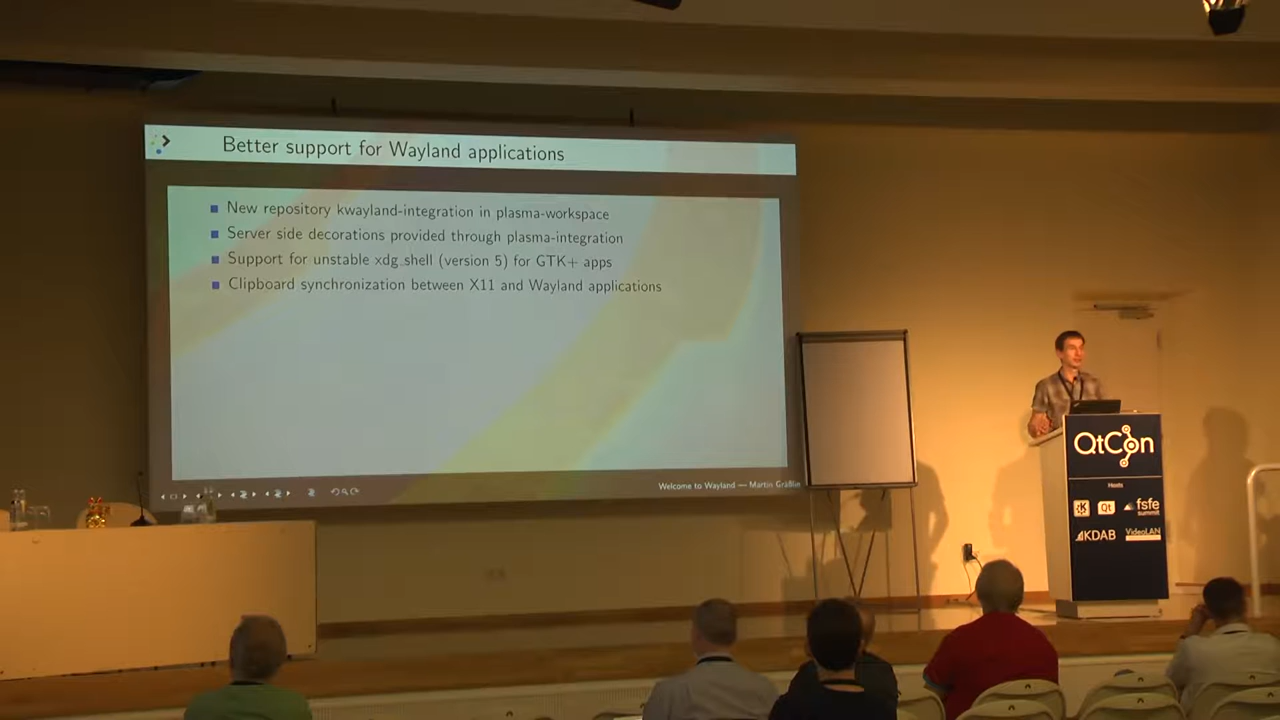 Better support for Wayland applications
New repository kwayland-integration in plasma-workspace
Server side decorations provided through plasma-integration
Support for unstable xdg_shell (version 5) for GTK+ apps
Clipboard synchronization between X11 and Wayland applications
Welcome to Wayland — Martin Gräßlin
QtCon
Hosts
Qt
fsfe
summit
KDAB
VideoLAN